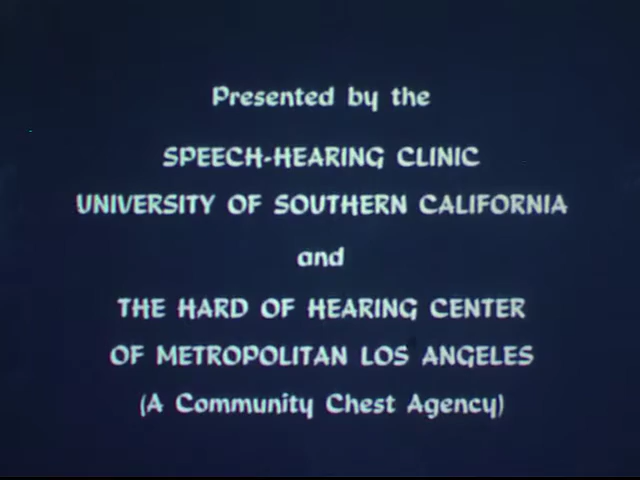 Presented by the
SPEECH-HEARING CLINIC
UNIVERSITY OF SOUTHERN CALIFORNIA
and
THE HARD OF HEARING CENTER
OF METROPOLITAN LOS ANGELES
(A Community Chest Agency)